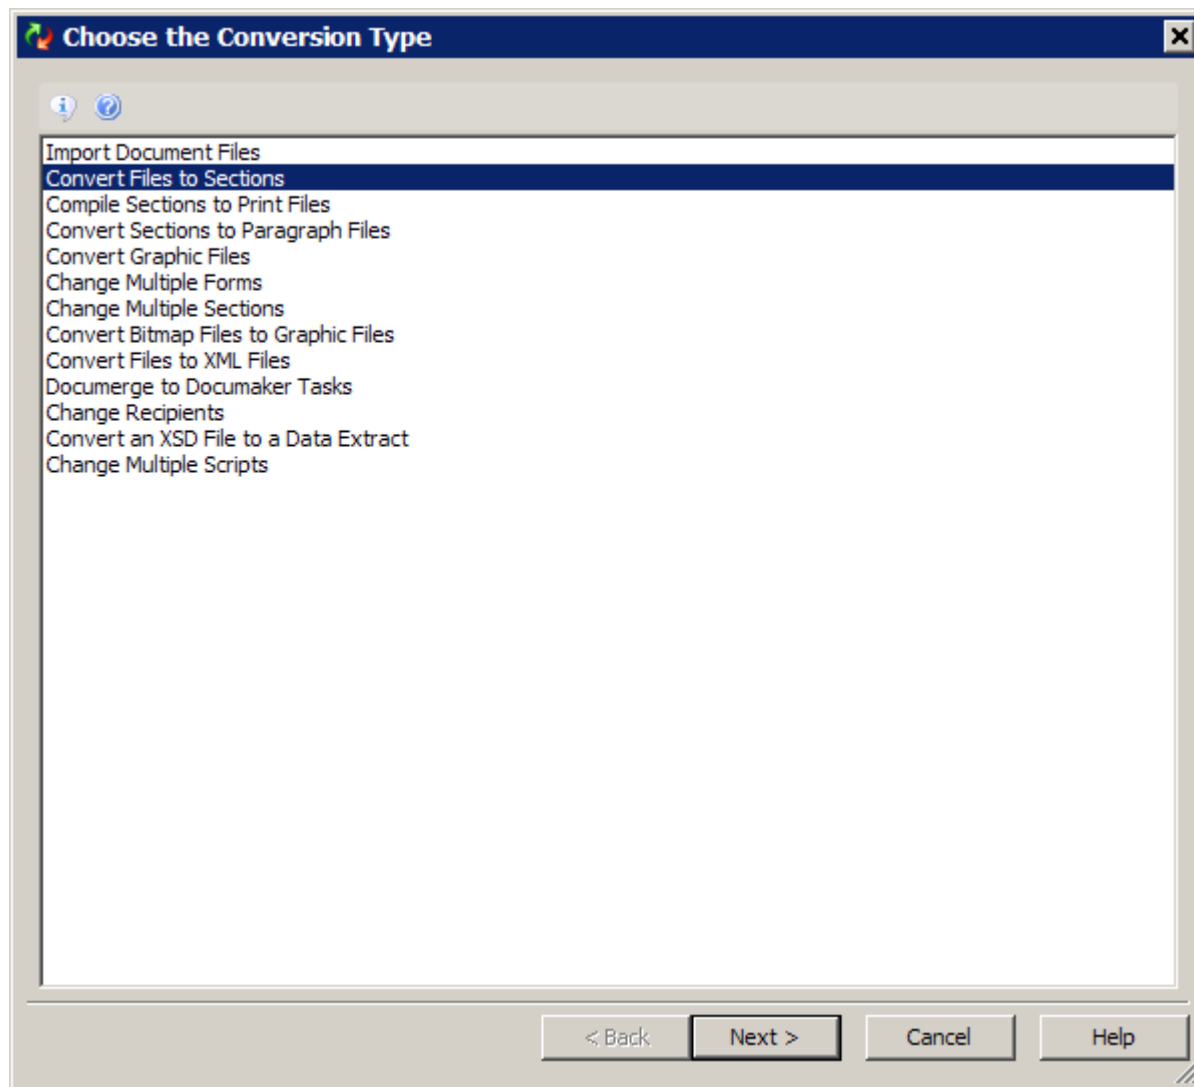 Choose the Conversion Type
Import Document Files
Convert Files to Sections
Compile Sections to Print Files
Convert Sections to Paragraph Files
Convert Graphic Files
Change Multiple Forms
Change Multiple Sections
Convert Bitmap Files to Graphic Files
Convert Files to XML Files
Documerge to Documaker Tasks
Change Recipients
Convert an XSD File to a Data Extract
Change Multiple Scripts
< Back Next > Cancel Help